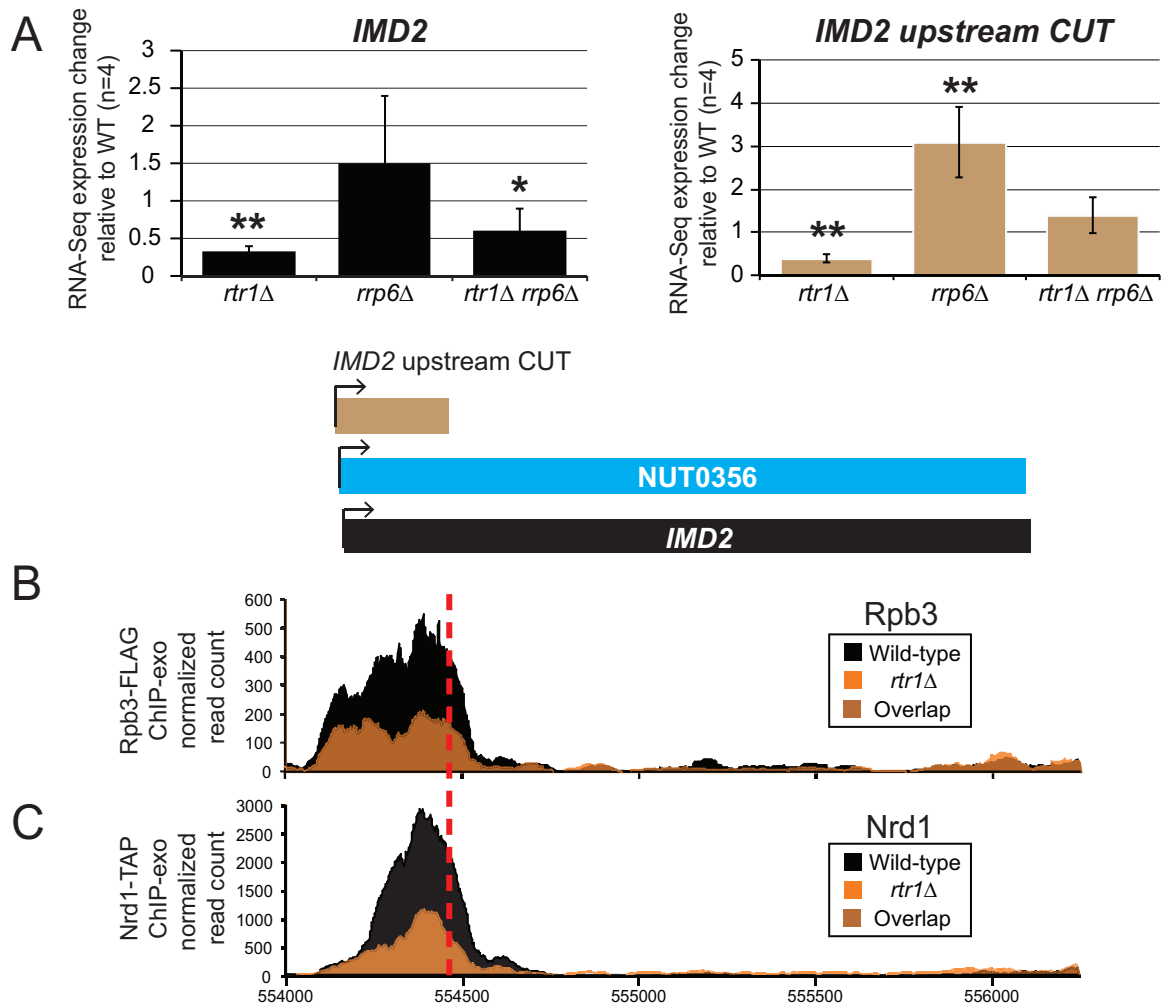 A
IMD2
RNA-Seq expression change
relative to WT (n=4)
3
2.5
2
1.5
1
0.5
0
**
*
rtr1Δ
rrp6Δ
rtr1Δ rrp6Δ
IMD2 upstream CUT
RNA-Seq expression change
relative to WT (n=4)
5
4
3
2
1
0
**
**
rtr1Δ
rrp6Δ
rtr1Δ rrp6Δ
IMD2 upstream CUT
NUT0356
IMD2
B
Rpb3-FLAG
ChIP-exo
normalized
read count
600
500
400
300
200
100
0
Rpb3
Wild-type
rtr1Δ
Overlap
C
Nrd1-TAP
ChIP-exo
normalized
read count
3000
2500
2000
1500
1000
500
0
Nrd1
Wild-type
rtr1Δ
Overlap
554000
554500
555000
555500
556000